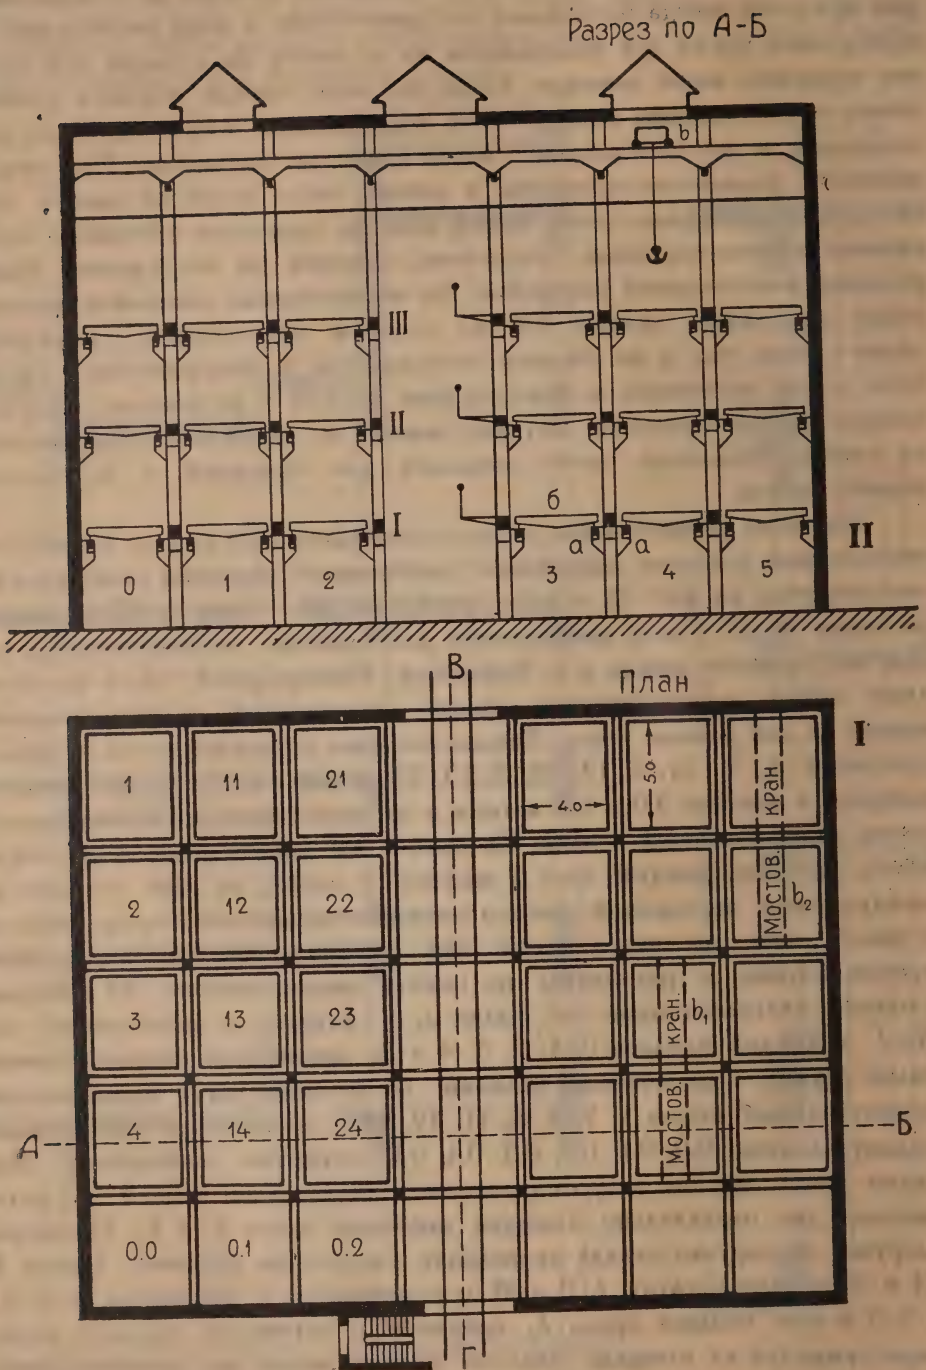 Разрез по А-Б
b
III
II
I
б
а а
0 1 2 3 4 5
II
В
План
I
1 11 21
4.0
5.0
Мостов. кран
b₂
2 12 22
3 13 23
Мостов. кран
b₁
4 14 24
А Б
0.0 0.1 0.2
Г